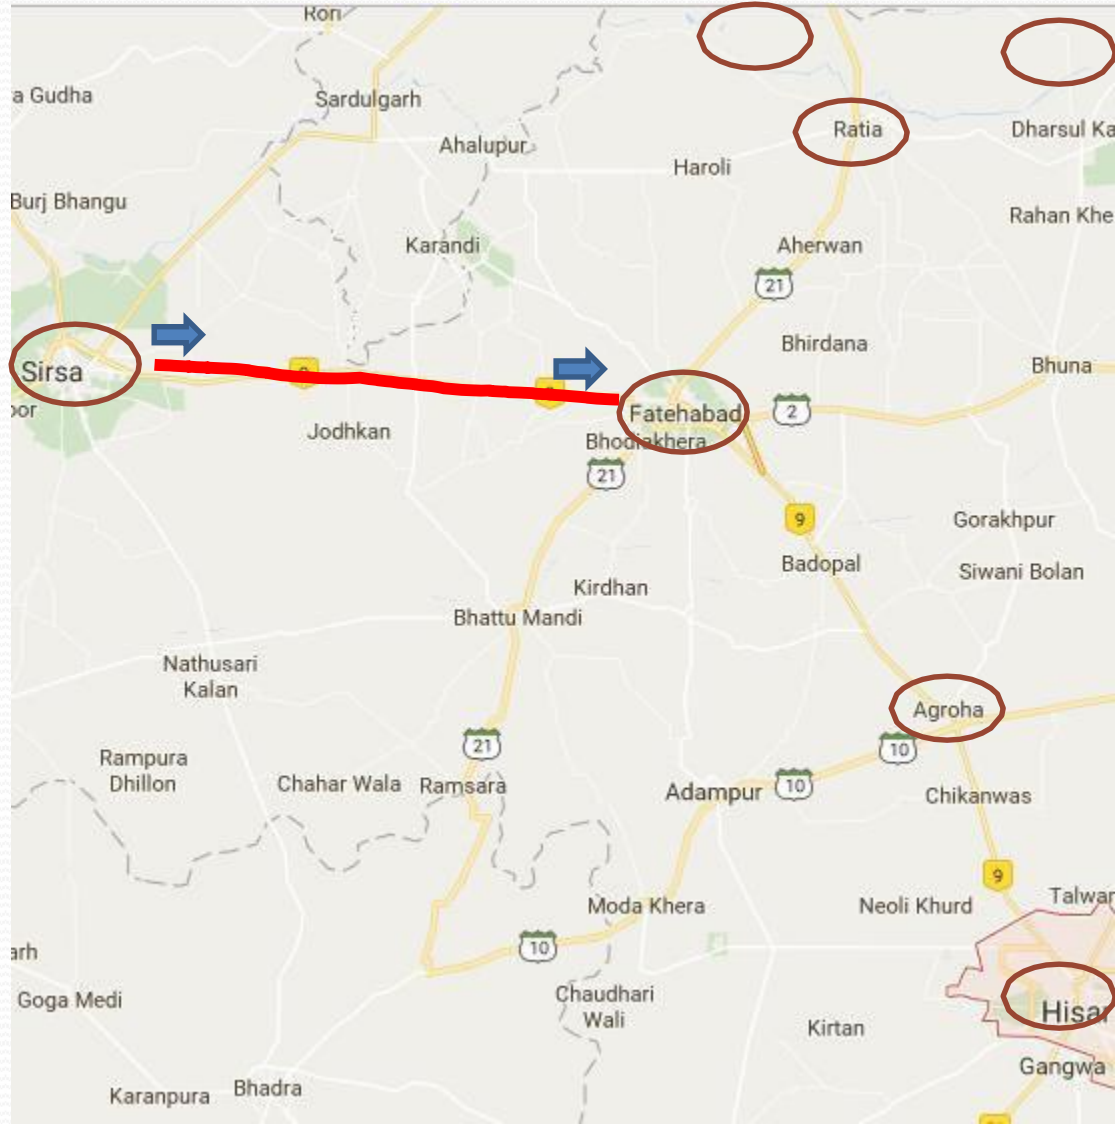 Rori
a Gudha
Sardulgarh
Ratia
Dharsul Ka
Ahalupur
Haroli
Burj Bhangu
Rahan Khe
Karandi
Aherwan
21
Bhirdana
Sirsa
Bhuna
oor
Fatehabad
2
Jodhkan
Bhodiakhera
21
9
Gorakhpur
Badopal
Siwani Bolan
Kirdhan
Bhattu Mandi
Nathusari
Kalan
Agroha
21
10
Rampura
Dhillon
Chahar Wala
Ramsara
Adampur
10
Chikanwas
9
Talwar
Moda Khera
Neoli Khurd
10
arh
Goga Medi
Chaudhari
Wali
Hisar
Kirtan
Gangwa
Bhadra
Karanpura